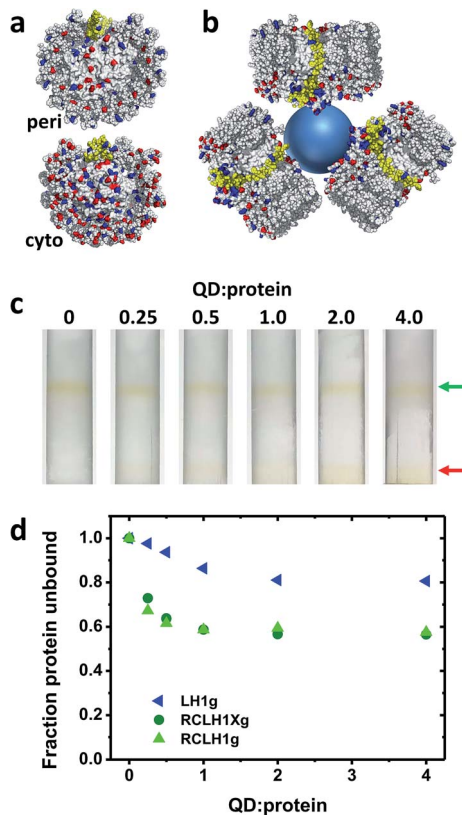 a
b
peri
cyto
c
QD:protein
0 0.25 0.5 1.0 2.0 4.0
d
1.0
0.8
0.6
0.4
0.2
0.0
Fraction protein unbound
LH1g
RCLH1Xg
RCLH1g
0 1 2 3 4
QD:protein